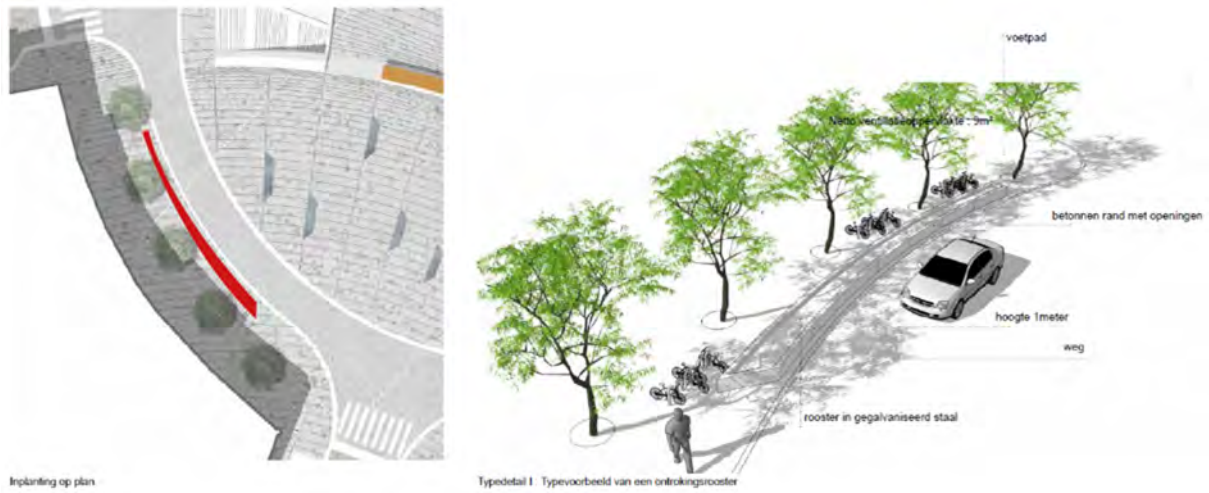 voetpad
Netto ventilatieoppervlakte : 9m²
betonnen rand met openingen
hoogte 1meter
weg
rooster in gegalvaniseerd staal
Inplanting op plan
Typedetail I : Typevoorbeeld van een ontrokingsrooster